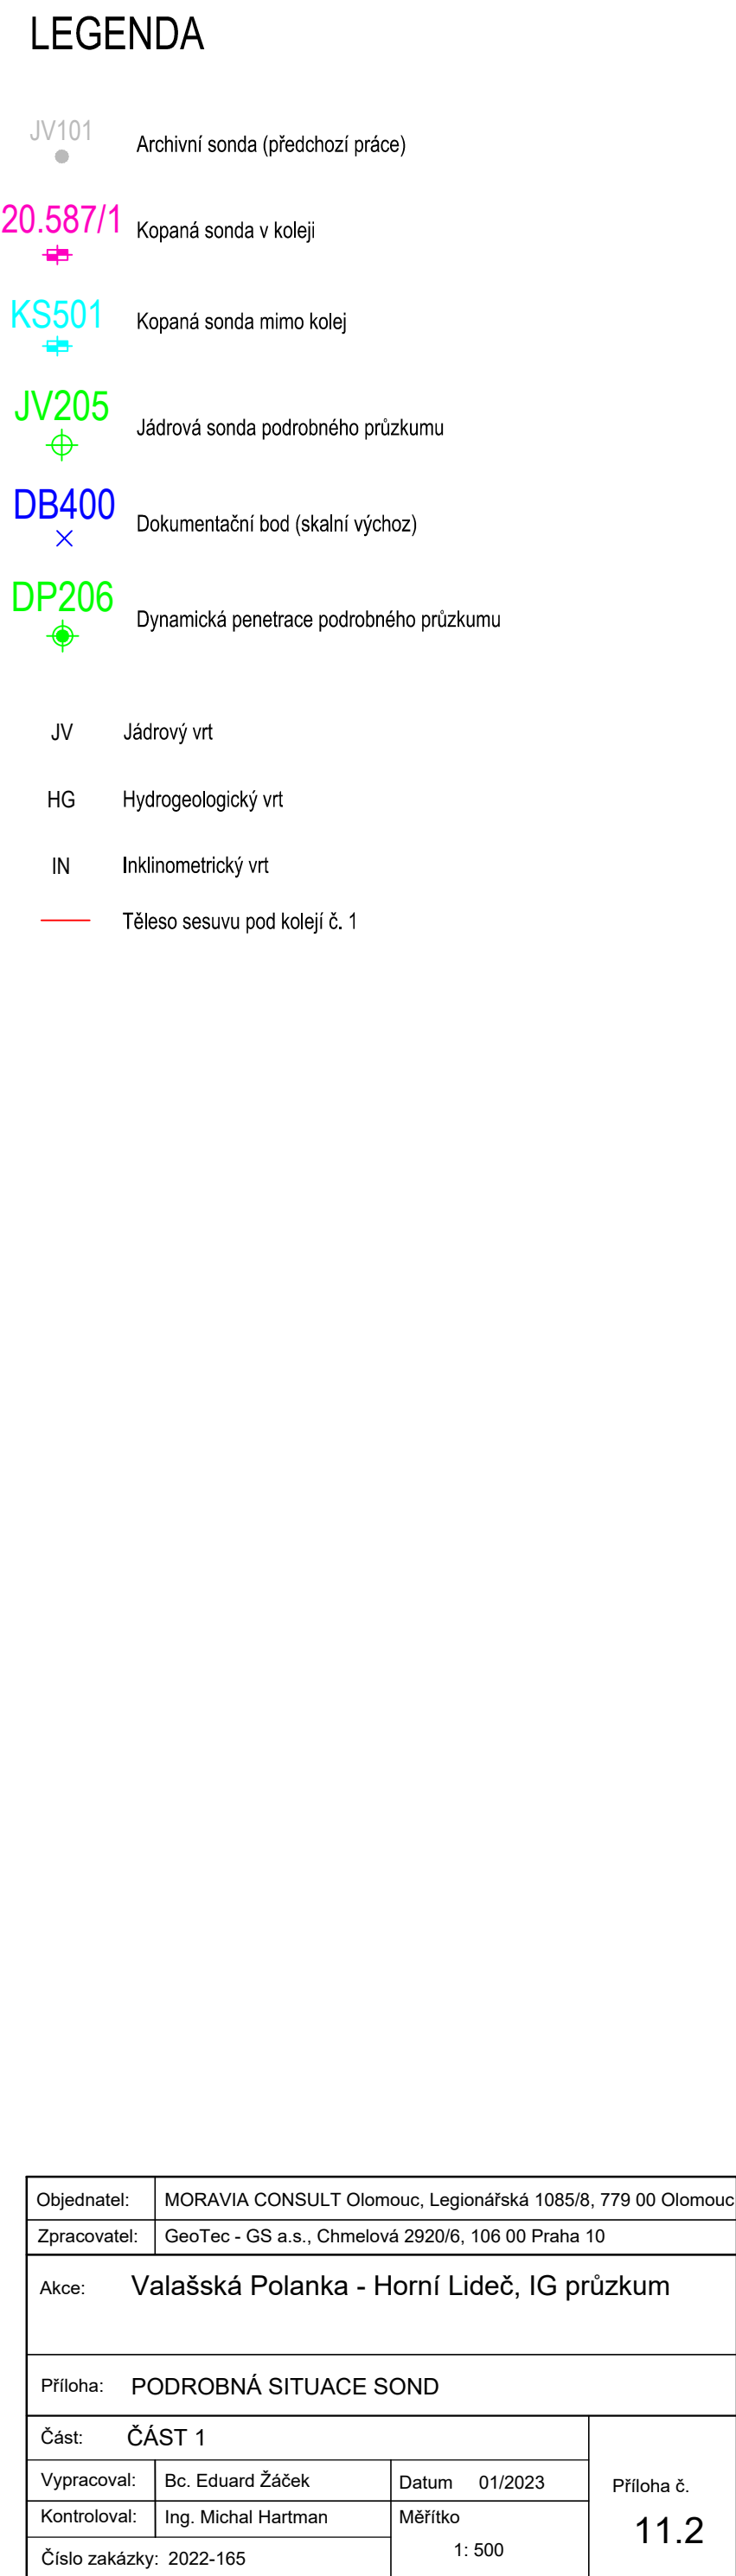 LEGENDA
JV101
Archivní sonda (předchozí práce)
20.587/1
Kopaná sonda v koleji
KS501
Kopaná sonda mimo kolej
JV205
Jádrová sonda podrobného průzkumu
DB400
Dokumentační bod (skalní výchoz)
DP206
Dynamická penetrace podrobného průzkumu
JV Jádrový vrt
HG Hydrogeologický vrt
IN Inklinometrický vrt
Těleso sesuvu pod kolejí č. 1
Objednatel: MORAVIA CONSULT Olomouc, Legionářská 1085/8, 779 00 Olomouc
Zpracovatel: GeoTec - GS a.s., Chmelová 2920/6, 106 00 Praha 10
Akce: Valašská Polanka - Horní Lideč, IG průzkum
Příloha: PODROBNÁ SITUACE SOND
Část: ČÁST 1
Vypracoval: Bc. Eduard Žáček Datum 01/2023
Příloha č.
Kontroloval: Ing. Michal Hartman Měřítko
11.2
1: 500
Číslo zakázky: 2022-165